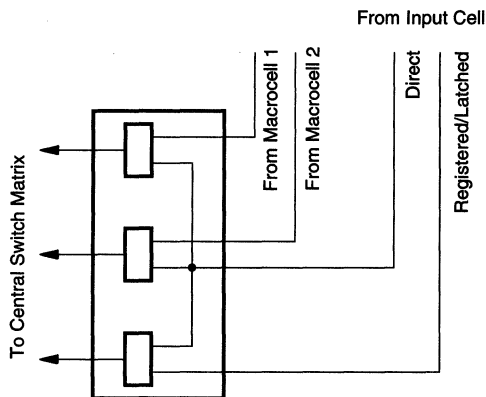 From Input Cell
To Central Switch Matrix
From Macrocell 1
From Macrocell 2
Direct
Registered/Latched